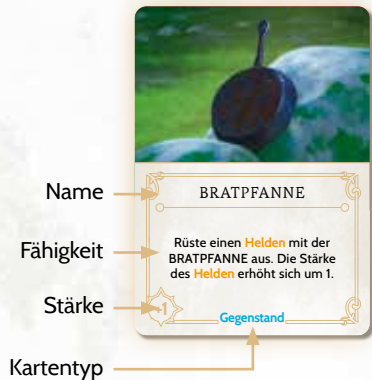 Name
BRATPFANNE
Fähigkeit
Rüste einen Helden mit der
BRATPFANNE aus. Die Stärke
des Helden erhöht sich um 1.
Stärke
+1
Gegenstand
Kartentyp